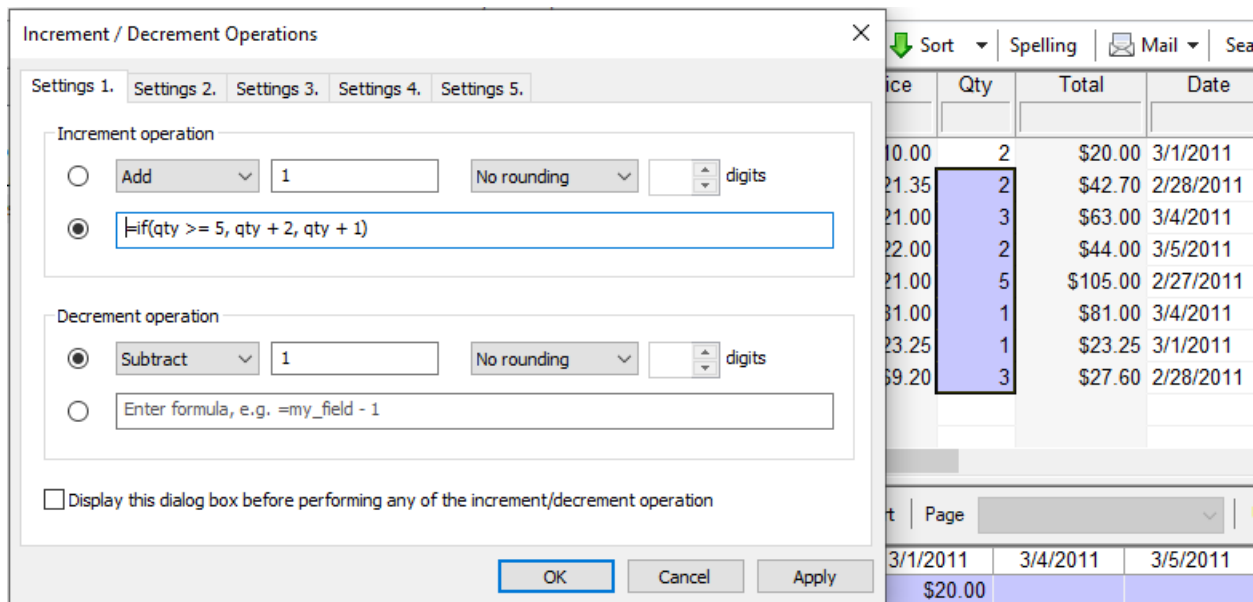 Increment / Decrement Operations
Settings 1. Settings 2. Settings 3. Settings 4. Settings 5.
Increment operation
Add 1 No rounding digits
=if(qty >= 5, qty + 2, qty + 1)
Decrement operation
Subtract 1 No rounding digits
Enter formula, e.g. =my_field - 1
Display this dialog box before performing any of the increment/decrement operation
OK Cancel Apply
Sort Spelling Mail
Qty Total Date
10.00 2 $20.00 3/1/2011
21.35 2 $42.70 2/28/2011
21.00 3 $63.00 3/4/2011
22.00 2 $44.00 3/5/2011
21.00 5 $105.00 2/27/2011
31.00 1 $81.00 3/4/2011
23.25 1 $23.25 3/1/2011
$9.20 3 $27.60 2/28/2011
Page
3/1/2011 3/4/2011 3/5/2011
$20.00